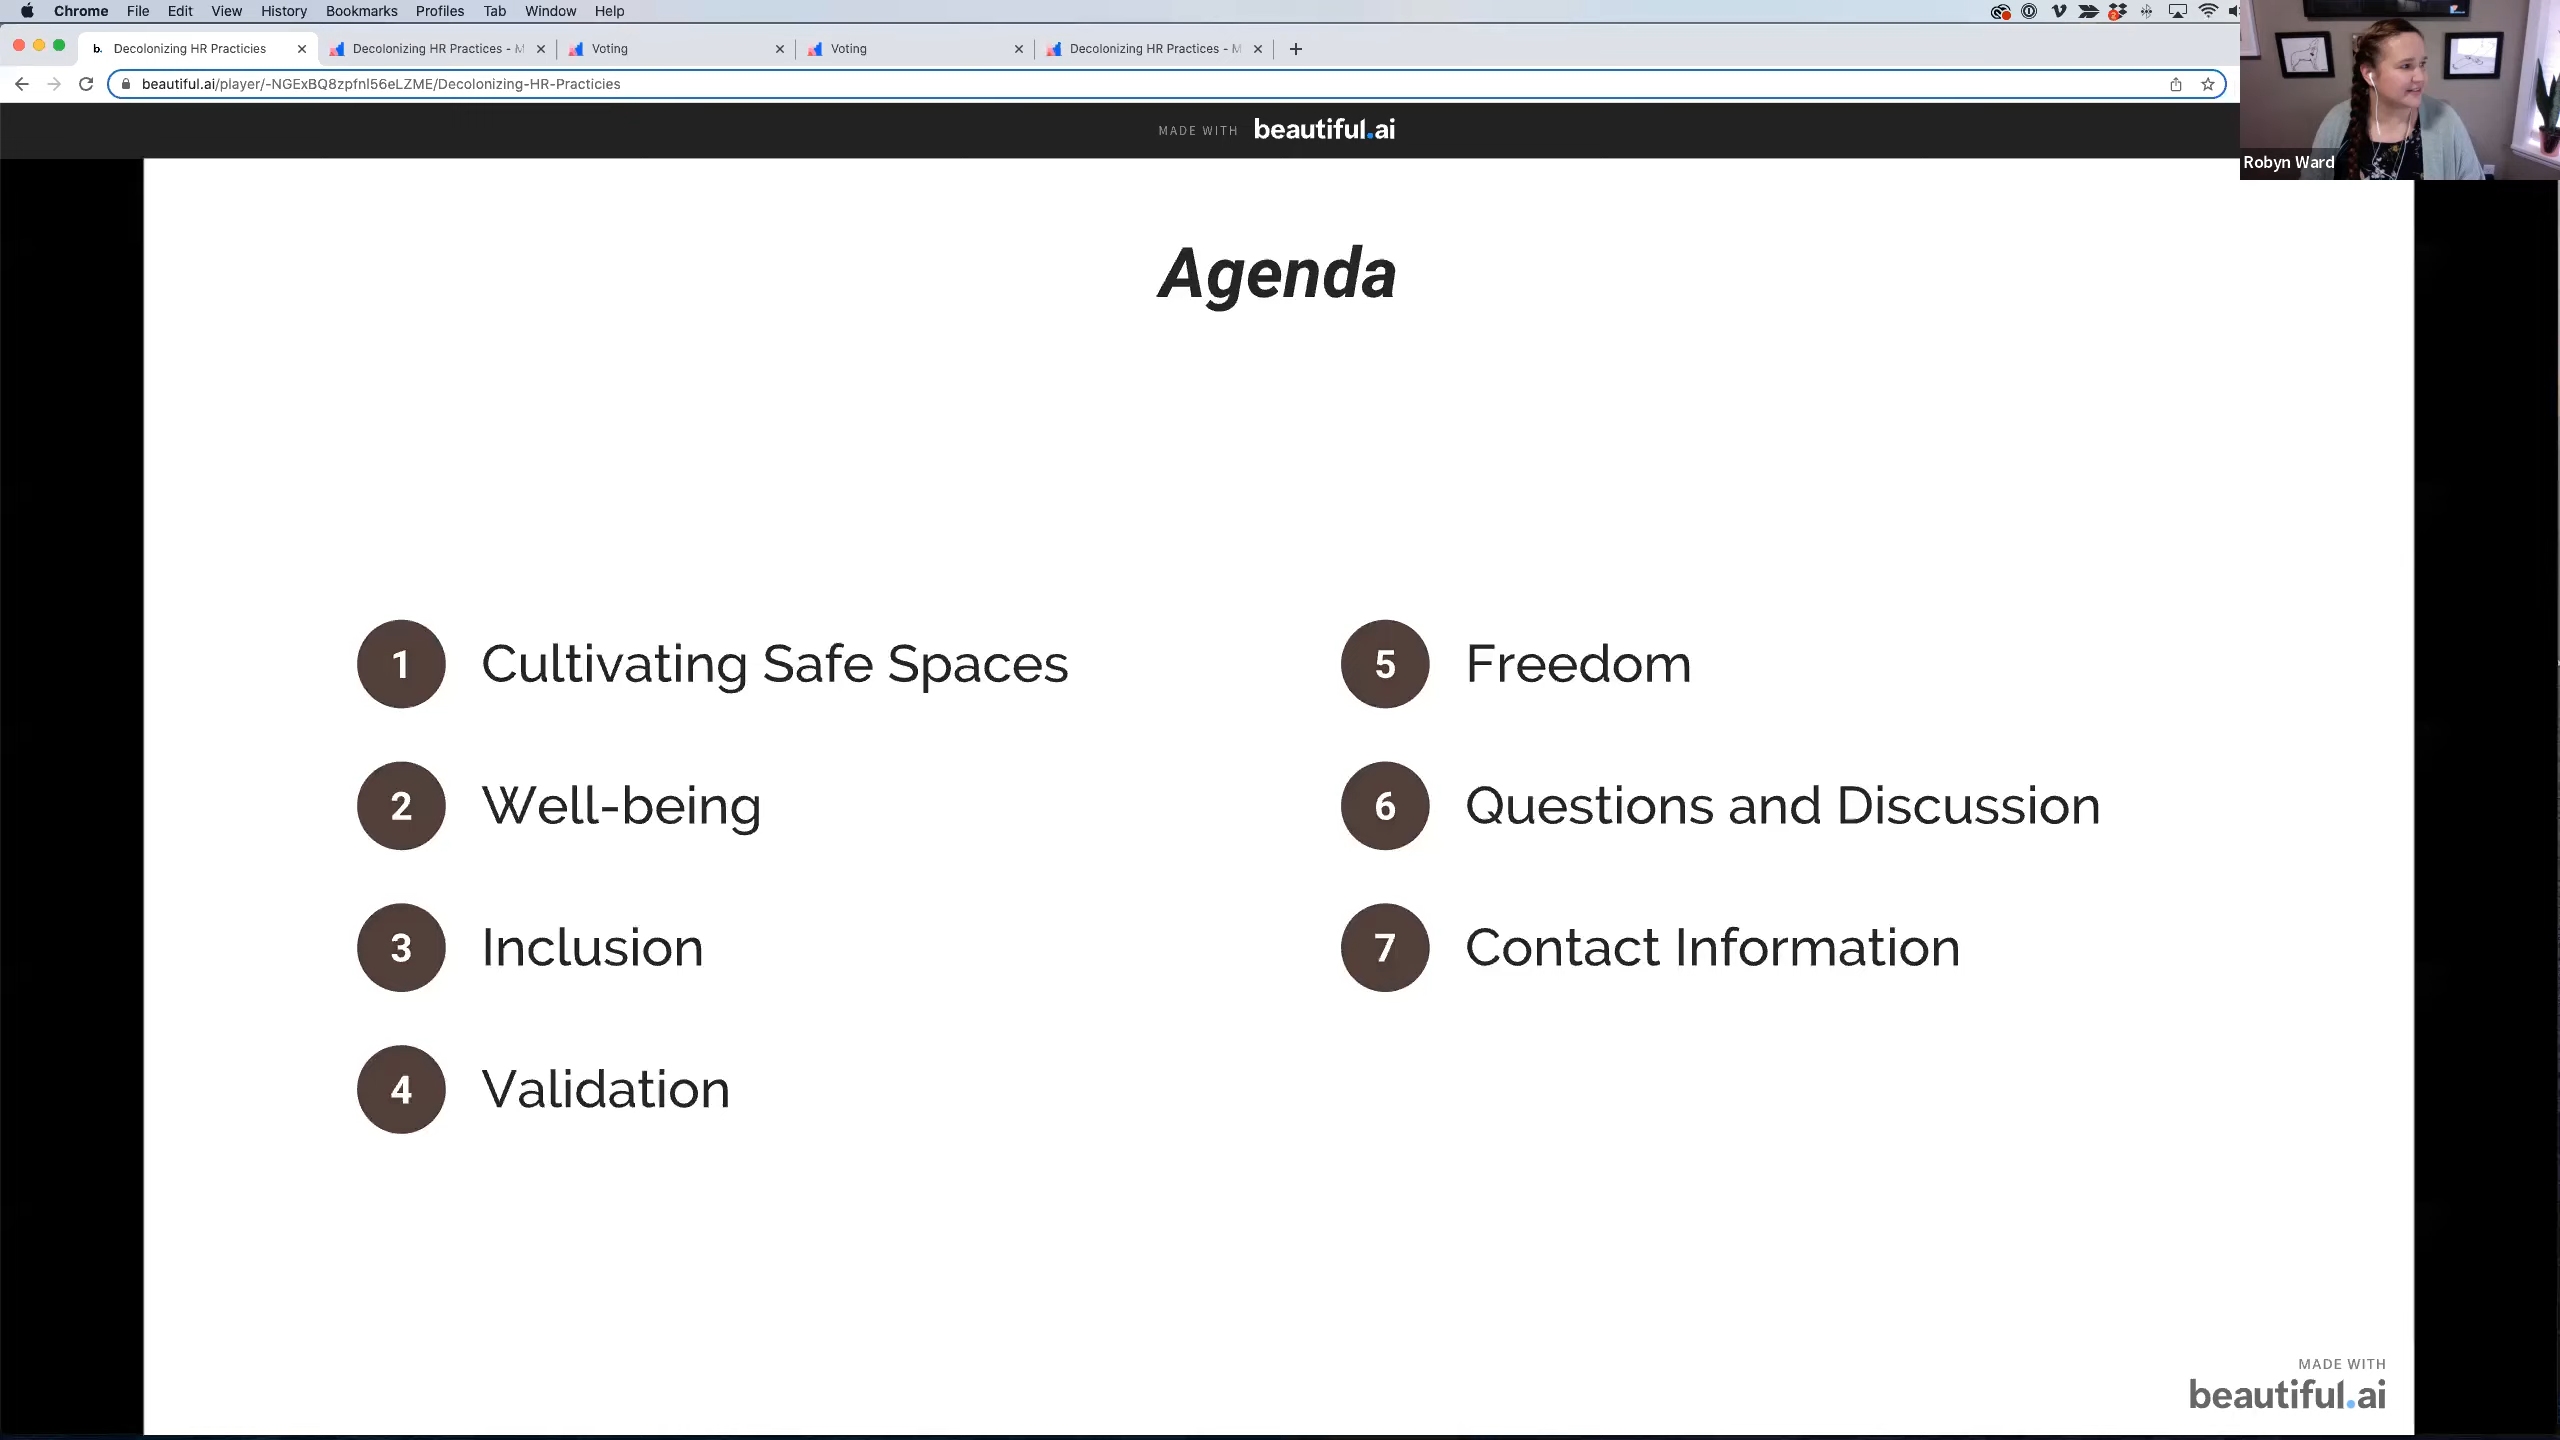 Chrome File Edit View History Bookmarks Profiles Tab Window Help
b. Decolonizing HR Practicies
Decolonizing HR Practices - M
Voting
Voting
Decolonizing HR Practices - M
beautiful.ai/player/-NGExBQ8zpfnl56eLZME/Decolonizing-HR-Practicies
MADE WITH beautiful.ai
Robyn Ward
Agenda
1 Cultivating Safe Spaces
2 Well-being
3 Inclusion
4 Validation
5 Freedom
6 Questions and Discussion
7 Contact Information
MADE WITH
beautiful.ai